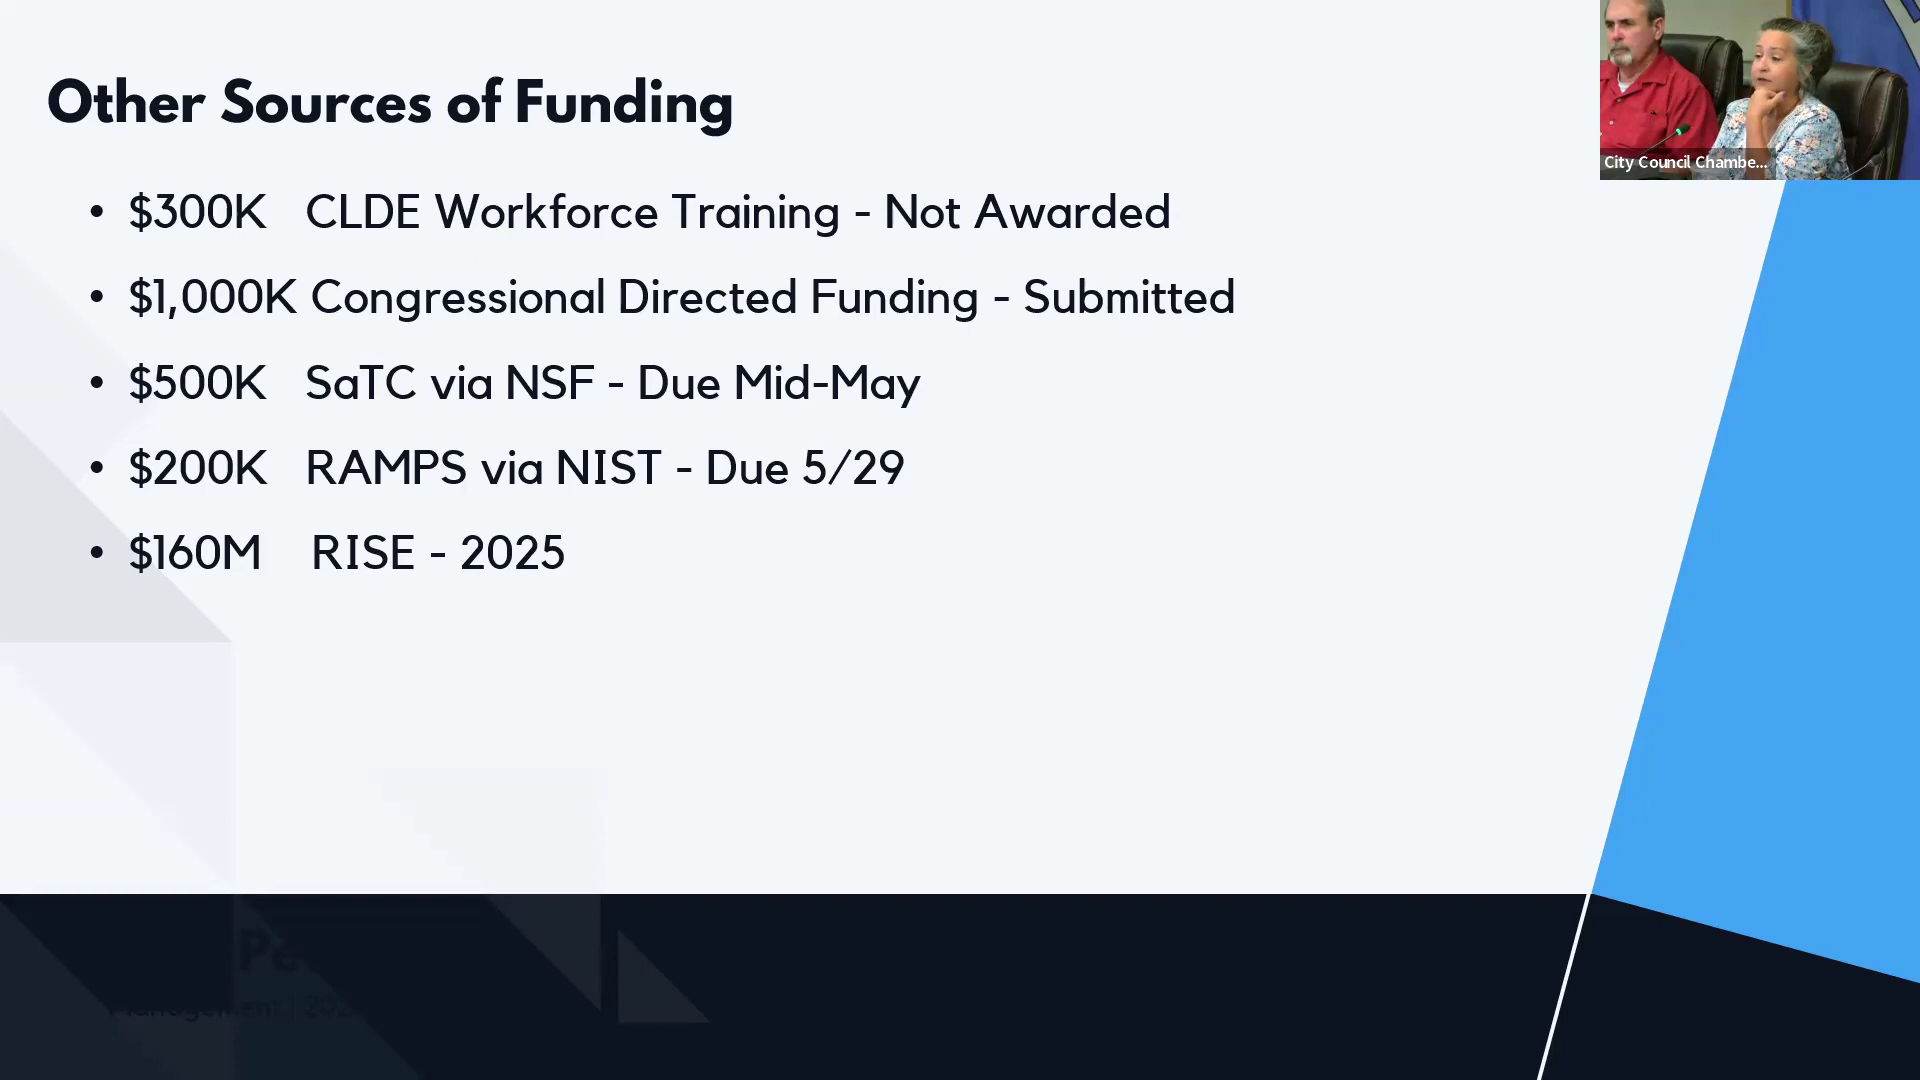 Other Sources of Funding
• $300K CLDE Workforce Training - Not Awarded
• $1,000K Congressional Directed Funding - Submitted
• $500K SaTC via NSF - Due Mid-May
• $200K RAMPS via NIST - Due 5/29
• $160M RISE - 2025
City Council Chambe...